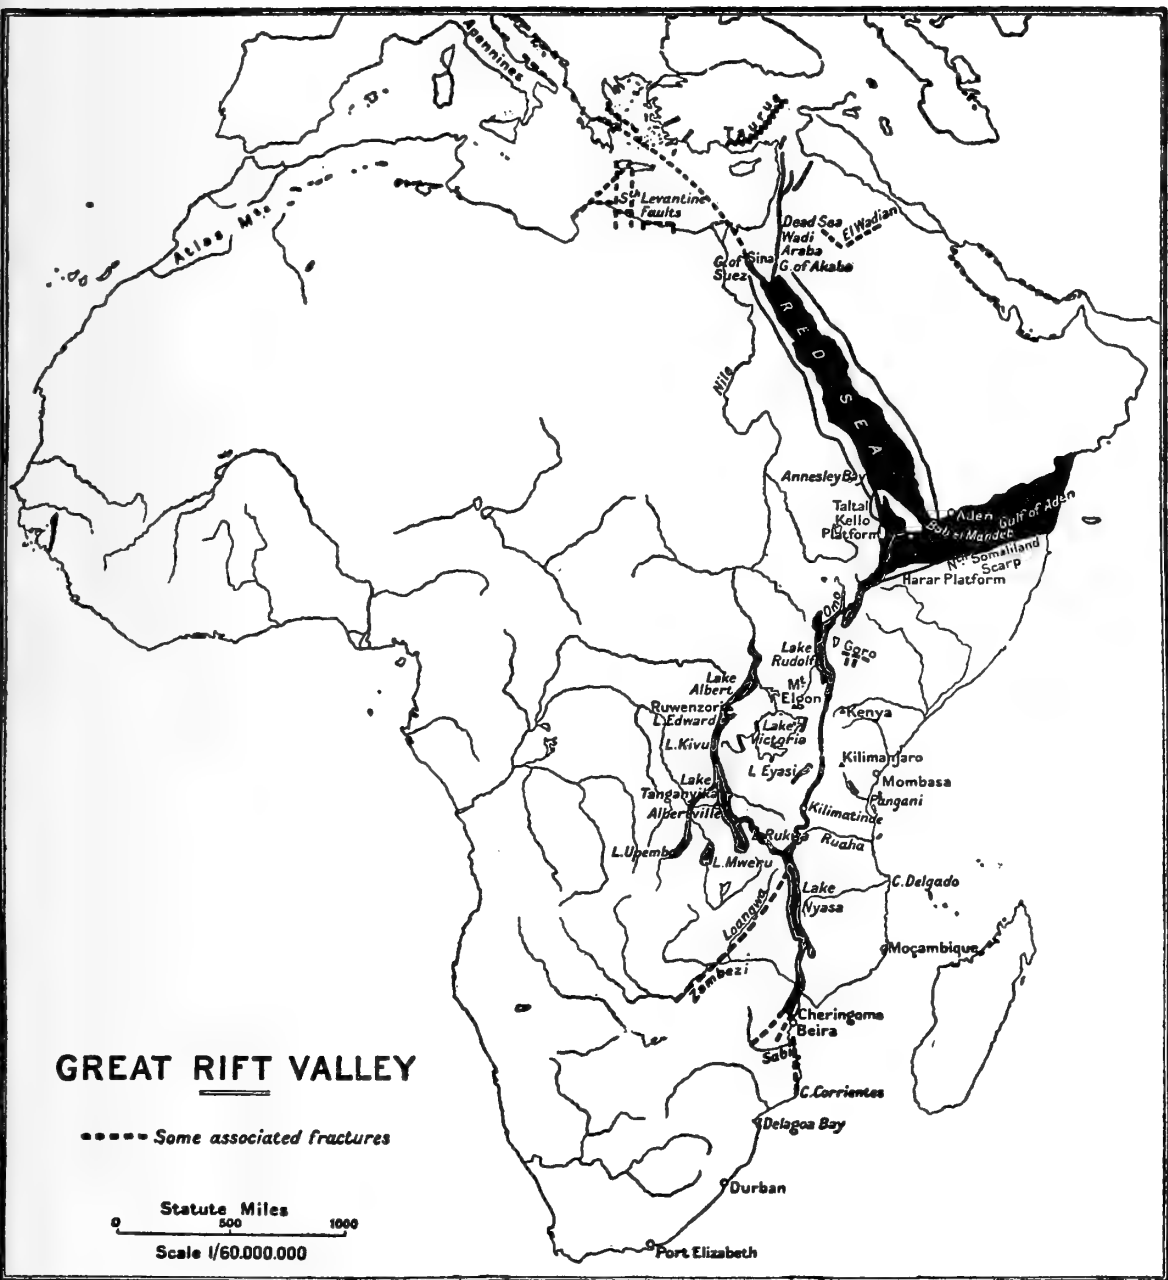 Apennines
Taurus
Atlas Mts
Sth Levantine
Faults
Dead Sea
Wadi
Araba
El Wadian
G. of
Suez
Sinai
G. of Akaba
RED SEA
Nile
Annesley Bay
Taltal
Kello
Platform
Aden
Gulf of Aden
Bab el Mandeb
Nth Somaliland
Scarp
Harar Platform
Omo
Lake
Rudolf
Goro
Lake
Albert
Mt
Elgon
Ruwenzori
L. Edward
Kenya
Lake
Victoria
L. Kivu
L Eyasi
Kilimanjaro
Mombasa
Lake
Tanganyika
Pangani
Albertville
Kilimatinde
L. Rukwa
Ruaha
L. Upemba
L. Mweru
Lake
Nyasa
C. Delgado
Loangwa
Moçambique
Zambezi
Cheringoma
Beira
Sabi
C. Corrientes
Delagoa Bay
Durban
Port Elizabeth
GREAT RIFT VALLEY
Some associated fractures
Statute Miles
0 500 1000
Scale 1/60.000.000